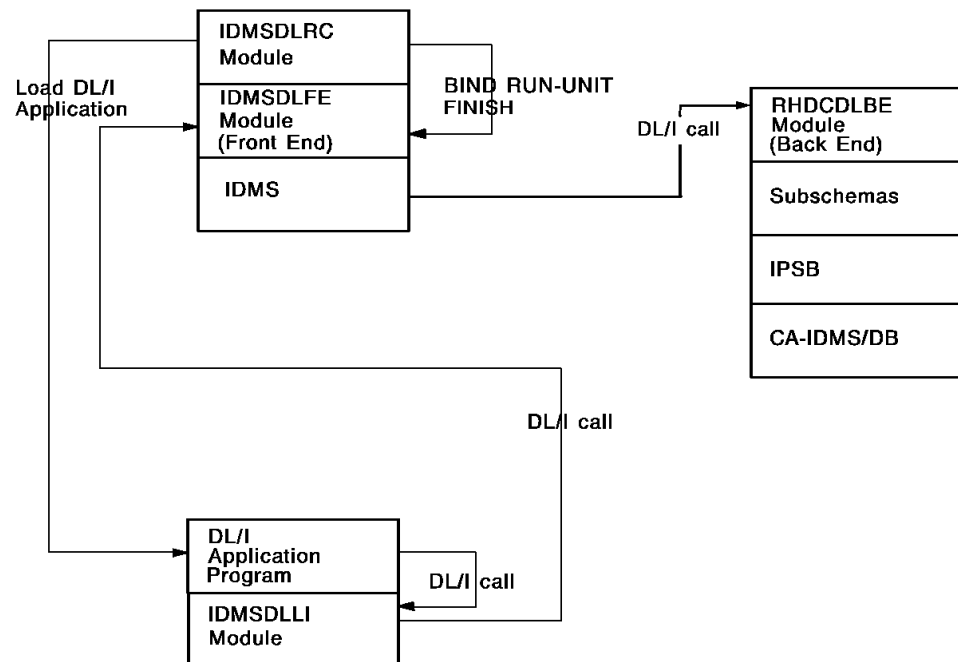 IDMSDLRC
Module
Load DL/I
Application
IDMSDLFE
Module
(Front End)
BIND RUN-UNIT
FINISH
IDMS
DL/I call
RHDCDLBE
Module
(Back End)
Subschemas
IPSB
CA-IDMS/DB
DL/I call
DL/I
Application
Program
DL/I call
IDMSDLLI
Module